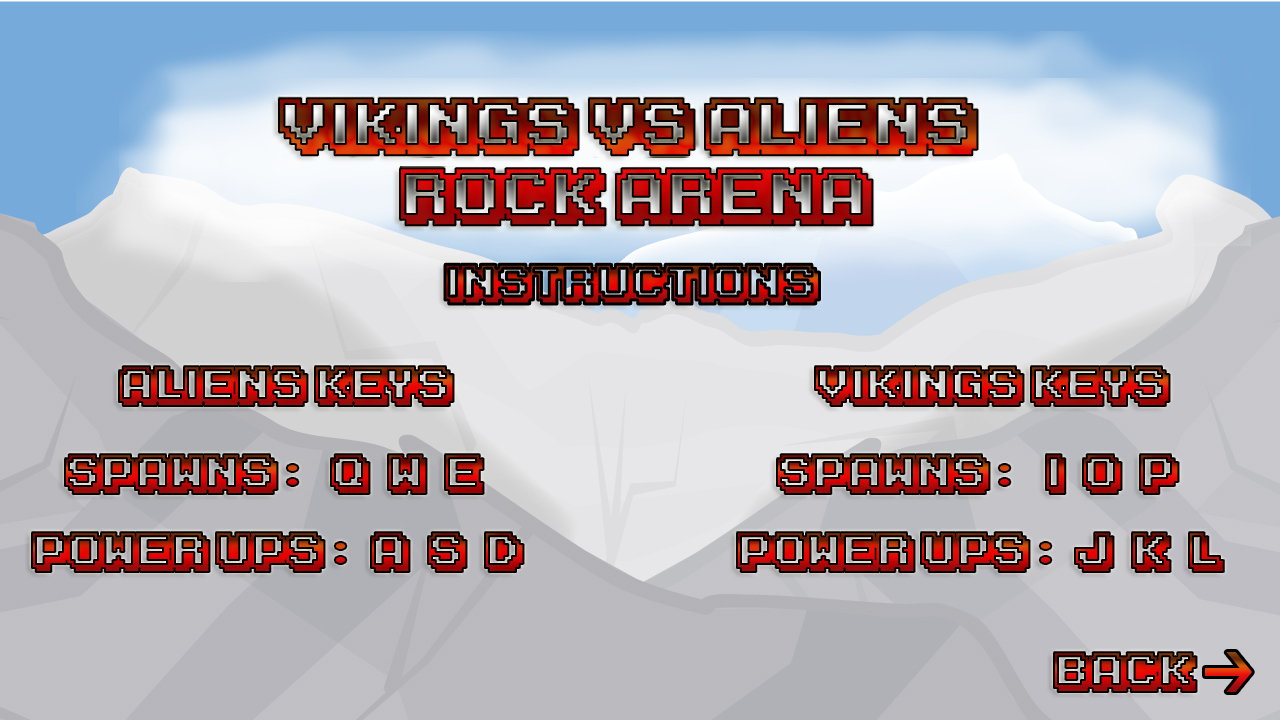 VIKINGS VS ALIENS
ROCK ARENA
INSTRUCTIONS
ALIENS KEYS
SPAWNS: Q W E
POWER UPS: A S D
VIKINGS KEYS
SPAWNS: I O P
POWER UPS: J K L
BACK